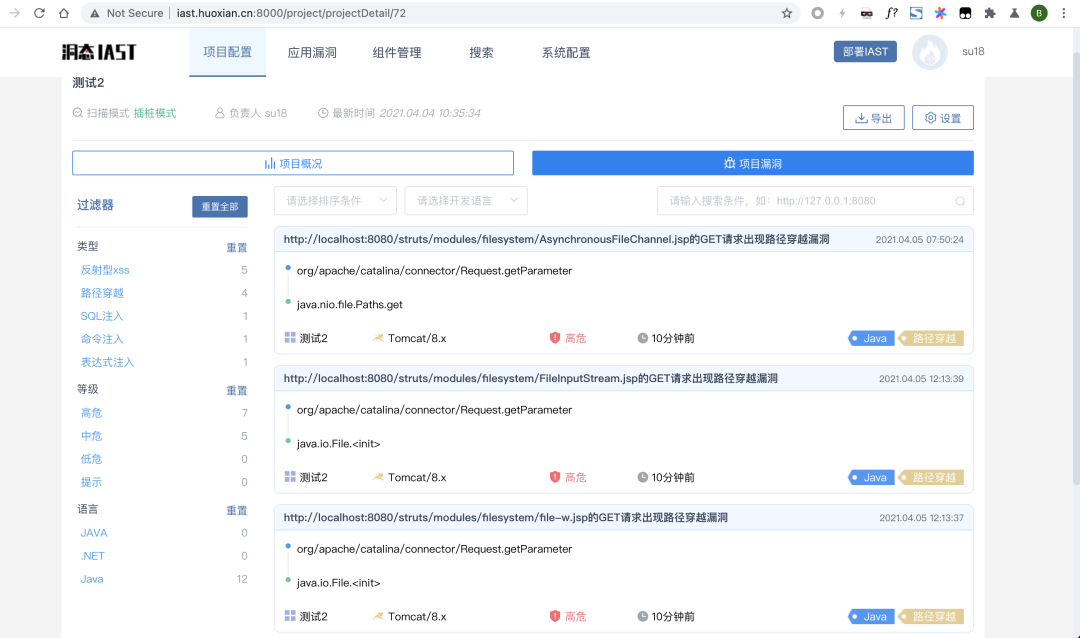 Not Secure | iast.huoxian.cn:8000/project/projectDetail/72
f?
B
洞态IAST
项目配置
应用漏洞
组件管理
搜索
系统配置
部署IAST
su18
测试2
扫描模式 插桩模式
负责人 su18
最新时间 2021.04.04 10:35:34
导出
设置
项目概况
项目漏洞
过滤器
重置全部
请选择排序条件
请选择开发语言
请输入搜索条件，如：http://127.0.0.1:8080
类型 重置
反射型xss 5
路径穿越 4
SQL注入 1
命令注入 1
表达式注入 1
等级 重置
高危 7
中危 5
低危 0
提示 0
语言 重置
JAVA 0
.NET 0
Java 12
http://localhost:8080/struts/modules/filesystem/AsynchronousFileChannel.jsp的GET请求出现路径穿越漏洞 2021.04.05 07:50:24
org/apache/catalina/connector/Request.getParameter
java.nio.file.Paths.get
测试2 Tomcat/8.x 高危 10分钟前 Java 路径穿越
http://localhost:8080/struts/modules/filesystem/FileInputStream.jsp的GET请求出现路径穿越漏洞 2021.04.05 12:13:39
org/apache/catalina/connector/Request.getParameter
java.io.File.<init>
测试2 Tomcat/8.x 高危 10分钟前 Java 路径穿越
http://localhost:8080/struts/modules/filesystem/file-w.jsp的GET请求出现路径穿越漏洞 2021.04.05 12:13:37
org/apache/catalina/connector/Request.getParameter
java.io.File.<init>
测试2 Tomcat/8.x 高危 10分钟前 Java 路径穿越